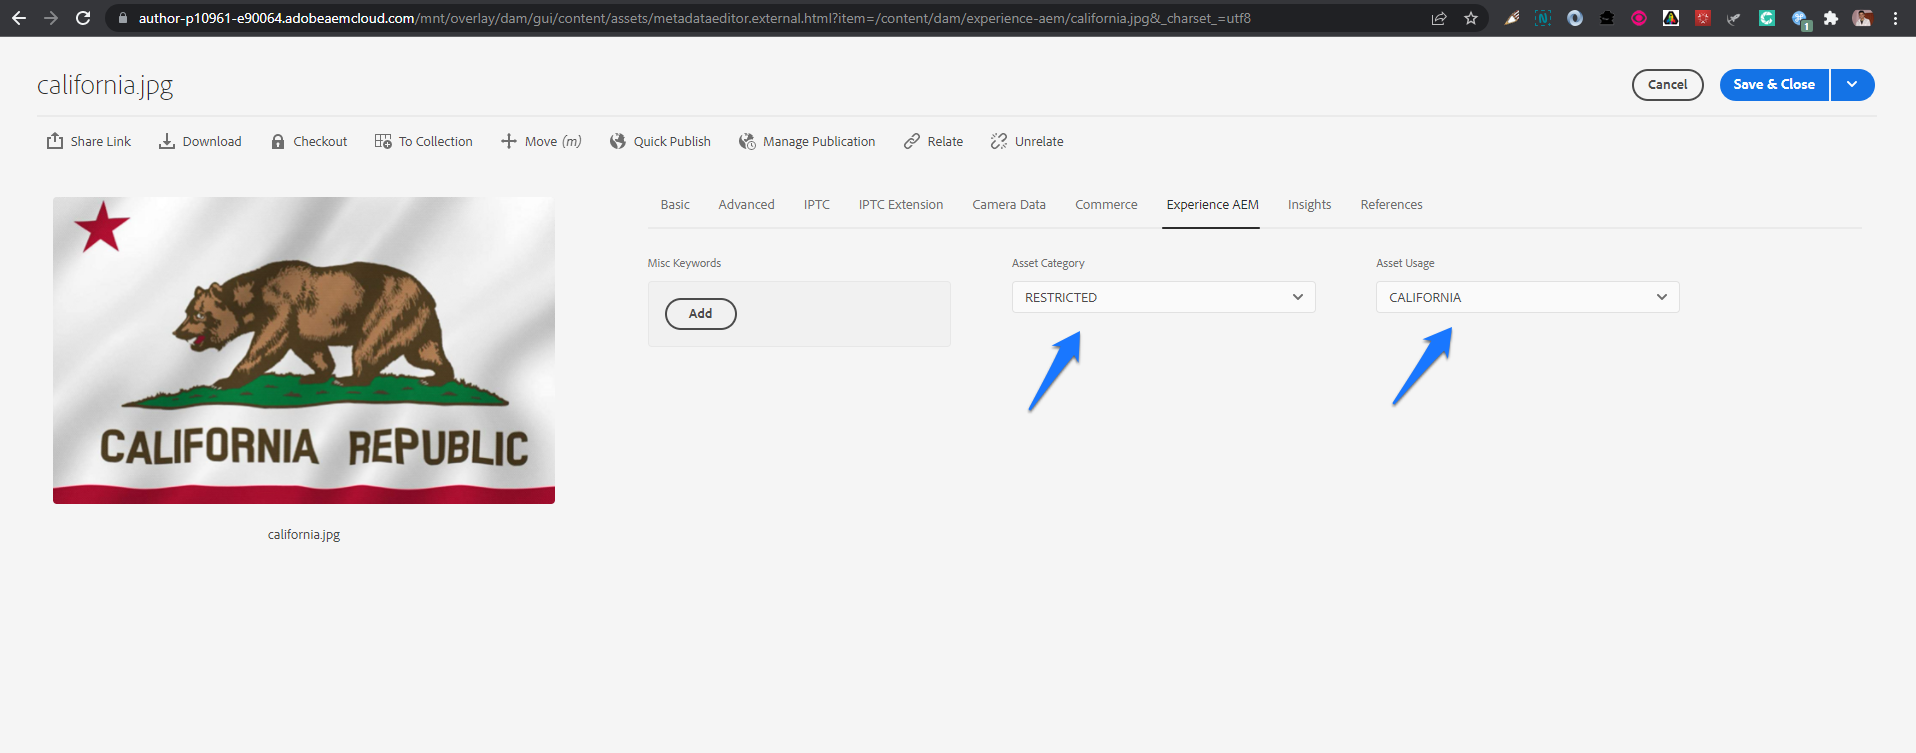 author-p10961-e90064.adobeaemcloud.com/mnt/overlay/dam/gui/content/assets/metadataeditor.external.html?item=/content/dam/experience-aem/california.jpg&_charset_=utf8
california.jpg
Cancel
Save & Close
Share Link
Download
Checkout
To Collection
Move (m)
Quick Publish
Manage Publication
Relate
Unrelate
Basic
Advanced
IPTC
IPTC Extension
Camera Data
Commerce
Experience AEM
Insights
References
Misc Keywords
Add
Asset Category
RESTRICTED
Asset Usage
CALIFORNIA
CALIFORNIA REPUBLIC
california.jpg